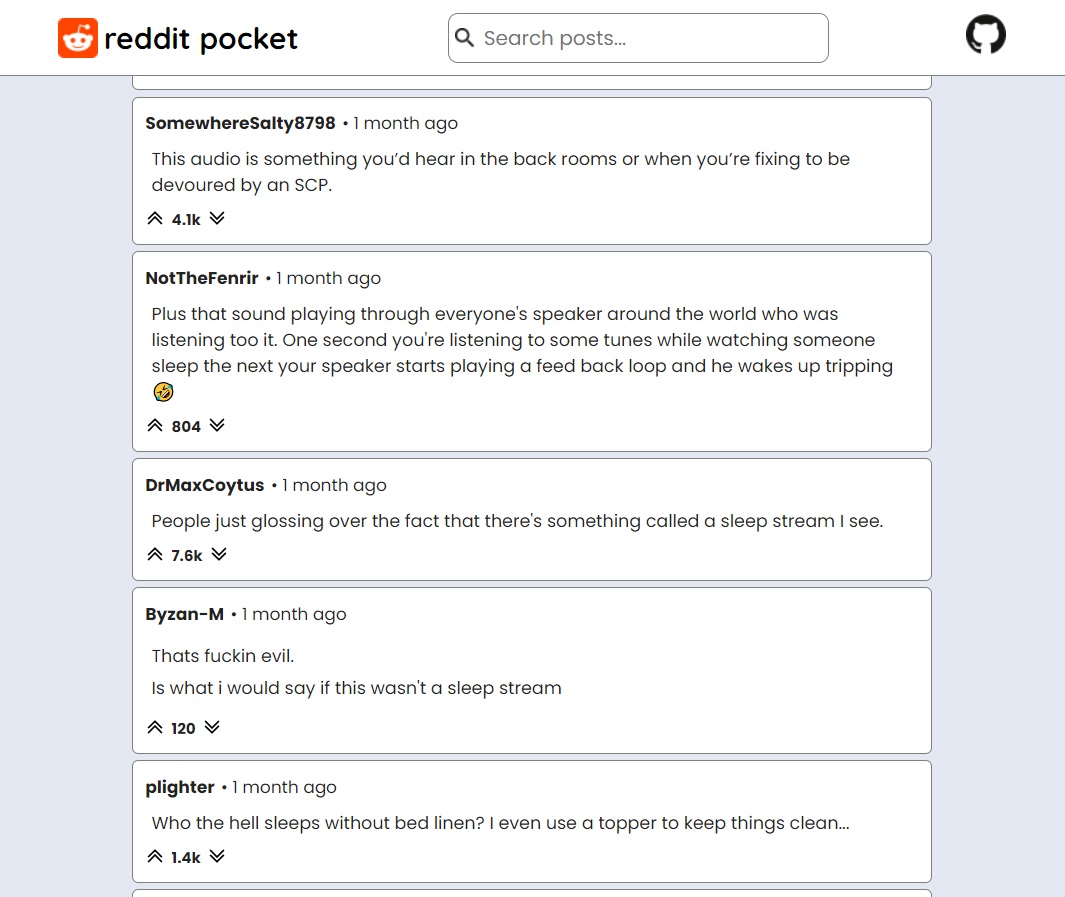 reddit pocket
Search posts...
SomewhereSalty8798 • 1 month ago
This audio is something you’d hear in the back rooms or when you’re fixing to be
devoured by an SCP.
4.1k
NotTheFenrir • 1 month ago
Plus that sound playing through everyone's speaker around the world who was
listening too it. One second you're listening to some tunes while watching someone
sleep the next your speaker starts playing a feed back loop and he wakes up tripping
🤣
804
DrMaxCoytus • 1 month ago
People just glossing over the fact that there's something called a sleep stream I see.
7.6k
Byzan-M • 1 month ago
Thats fuckin evil.
Is what i would say if this wasn't a sleep stream
120
plighter • 1 month ago
Who the hell sleeps without bed linen? I even use a topper to keep things clean...
1.4k